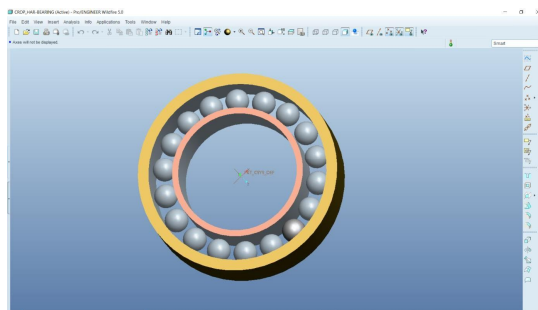 CROP_HAR-BEARING (Active) - Pro/ENGINEER Wildfire 5.0
File Edit View Insert Analysis Info Applications Tools Window Help
• Axes will not be displayed.
Smart